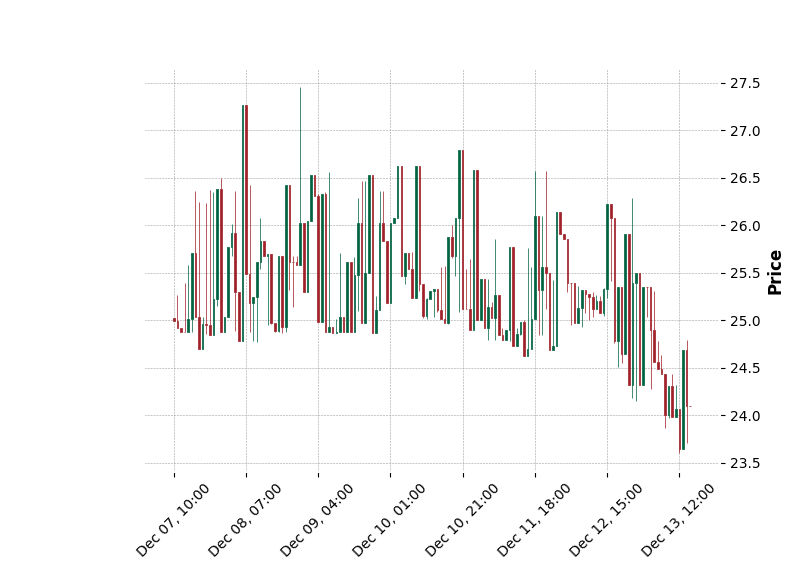 27.5
27.0
26.5
26.0
25.5
25.0
24.5
24.0
23.5
Price
Dec 07, 10:00
Dec 08, 07:00
Dec 09, 04:00
Dec 10, 01:00
Dec 10, 21:00
Dec 11, 18:00
Dec 12, 15:00
Dec 13, 12:00